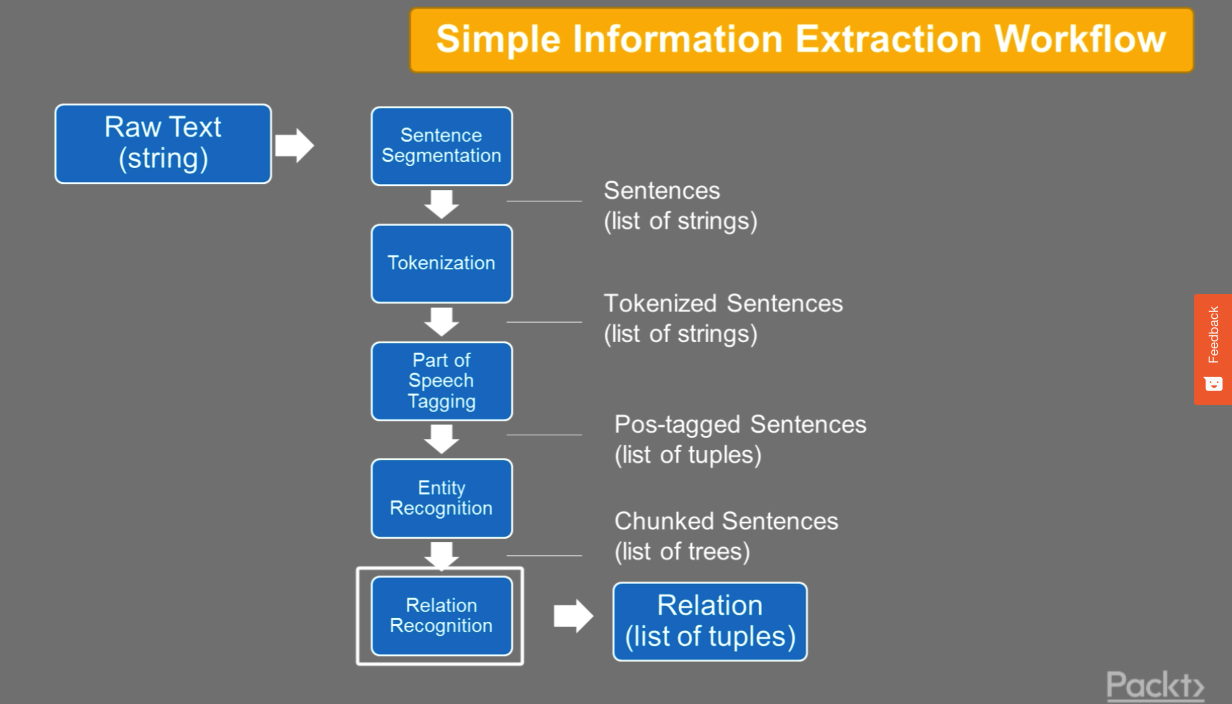 Simple Information Extraction Workflow
Raw Text
(string)
Sentence
Segmentation
Sentences
(list of strings)
Tokenization
Tokenized Sentences
(list of strings)
Part of
Speech
Tagging
Pos-tagged Sentences
(list of tuples)
Entity
Recognition
Chunked Sentences
(list of trees)
Relation
Recognition
Relation
(list of tuples)
Feedback
Packt>